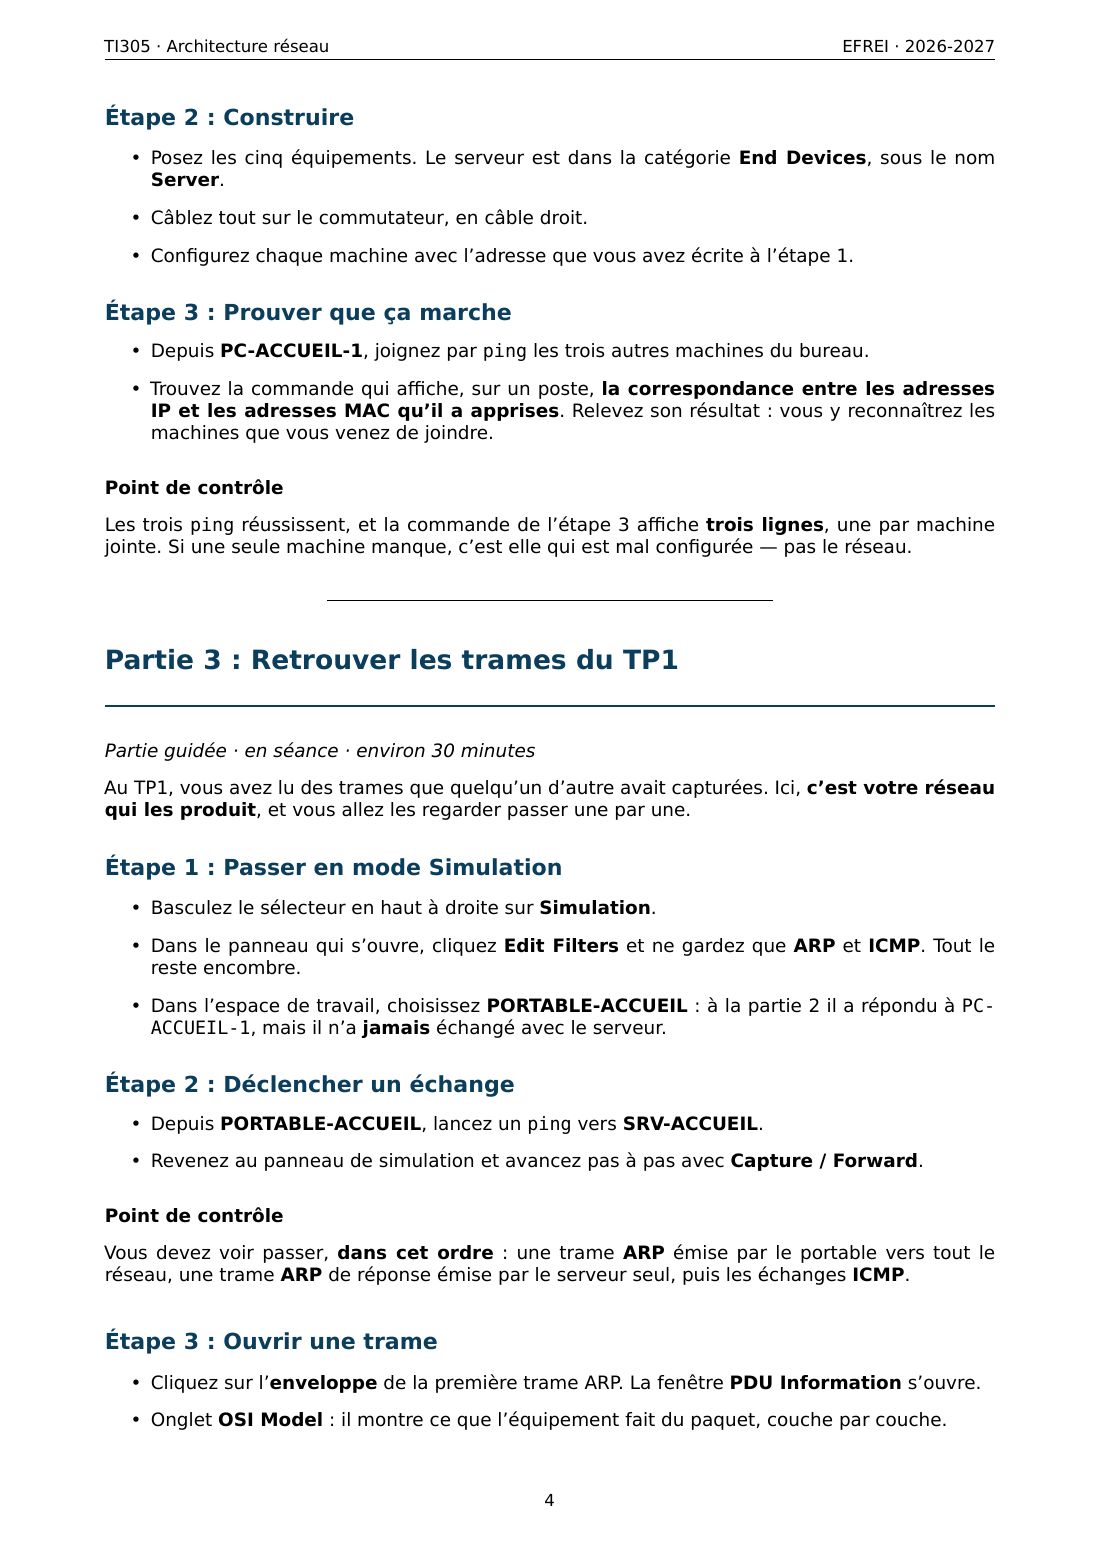 TI305 · Architecture réseau
EFREI · 2026-2027
Étape 2 : Construire
• Posez les cinq équipements. Le serveur est dans la catégorie End Devices, sous le nom
Server.
• Câblez tout sur le commutateur, en câble droit.
• Configurez chaque machine avec l’adresse que vous avez écrite à l’étape 1.
Étape 3 : Prouver que ça marche
• Depuis PC-ACCUEIL-1, joignez par ping les trois autres machines du bureau.
• Trouvez la commande qui affiche, sur un poste, la correspondance entre les adresses
IP et les adresses MAC qu’il a apprises. Relevez son résultat : vous y reconnaîtrez les
machines que vous venez de joindre.
Point de contrôle
Les trois ping réussissent, et la commande de l’étape 3 affiche trois lignes, une par machine
jointe. Si une seule machine manque, c’est elle qui est mal configurée — pas le réseau.
Partie 3 : Retrouver les trames du TP1
Partie guidée · en séance · environ 30 minutes
Au TP1, vous avez lu des trames que quelqu’un d’autre avait capturées. Ici, c’est votre réseau
qui les produit, et vous allez les regarder passer une par une.
Étape 1 : Passer en mode Simulation
• Basculez le sélecteur en haut à droite sur Simulation.
• Dans le panneau qui s’ouvre, cliquez Edit Filters et ne gardez que ARP et ICMP. Tout le
reste encombre.
• Dans l’espace de travail, choisissez PORTABLE-ACCUEIL : à la partie 2 il a répondu à PC-
ACCUEIL-1, mais il n’a jamais échangé avec le serveur.
Étape 2 : Déclencher un échange
• Depuis PORTABLE-ACCUEIL, lancez un ping vers SRV-ACCUEIL.
• Revenez au panneau de simulation et avancez pas à pas avec Capture / Forward.
Point de contrôle
Vous devez voir passer, dans cet ordre : une trame ARP émise par le portable vers tout le
réseau, une trame ARP de réponse émise par le serveur seul, puis les échanges ICMP.
Étape 3 : Ouvrir une trame
• Cliquez sur l’enveloppe de la première trame ARP. La fenêtre PDU Information s’ouvre.
• Onglet OSI Model : il montre ce que l’équipement fait du paquet, couche par couche.
4